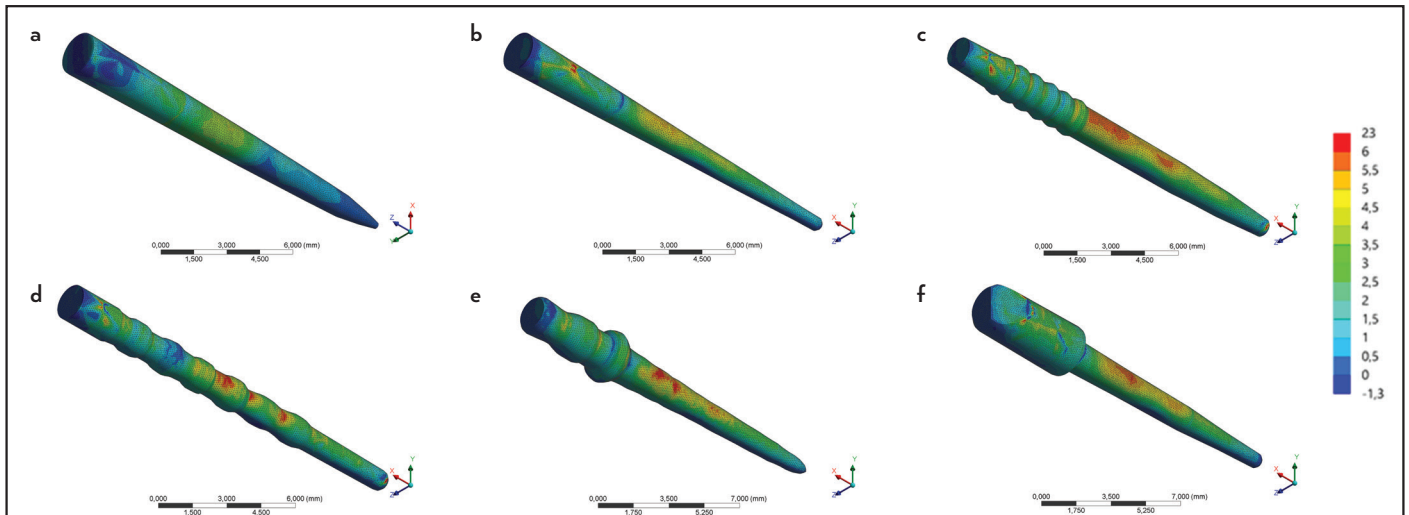 a
X
Z
Y
0,000 3,000 6,000 (mm)
1,500 4,500
b
Y
X
Z
0,000 3,000 6,000 (mm)
1,500 4,500
c
Y
X
Z
0,000 3,000 6,000 (mm)
1,500 4,500
23
6
5,5
5
4,5
4
3,5
3
2,5
2
1,5
1
0,5
0
-1,3
d
Y
X
Z
0,000 3,000 6,000 (mm)
1,500 4,500
e
Y
X
Z
0,000 3,500 7,000 (mm)
1,750 5,250
f
Y
X
Z
0,000 3,500 7,000 (mm)
1,750 5,250